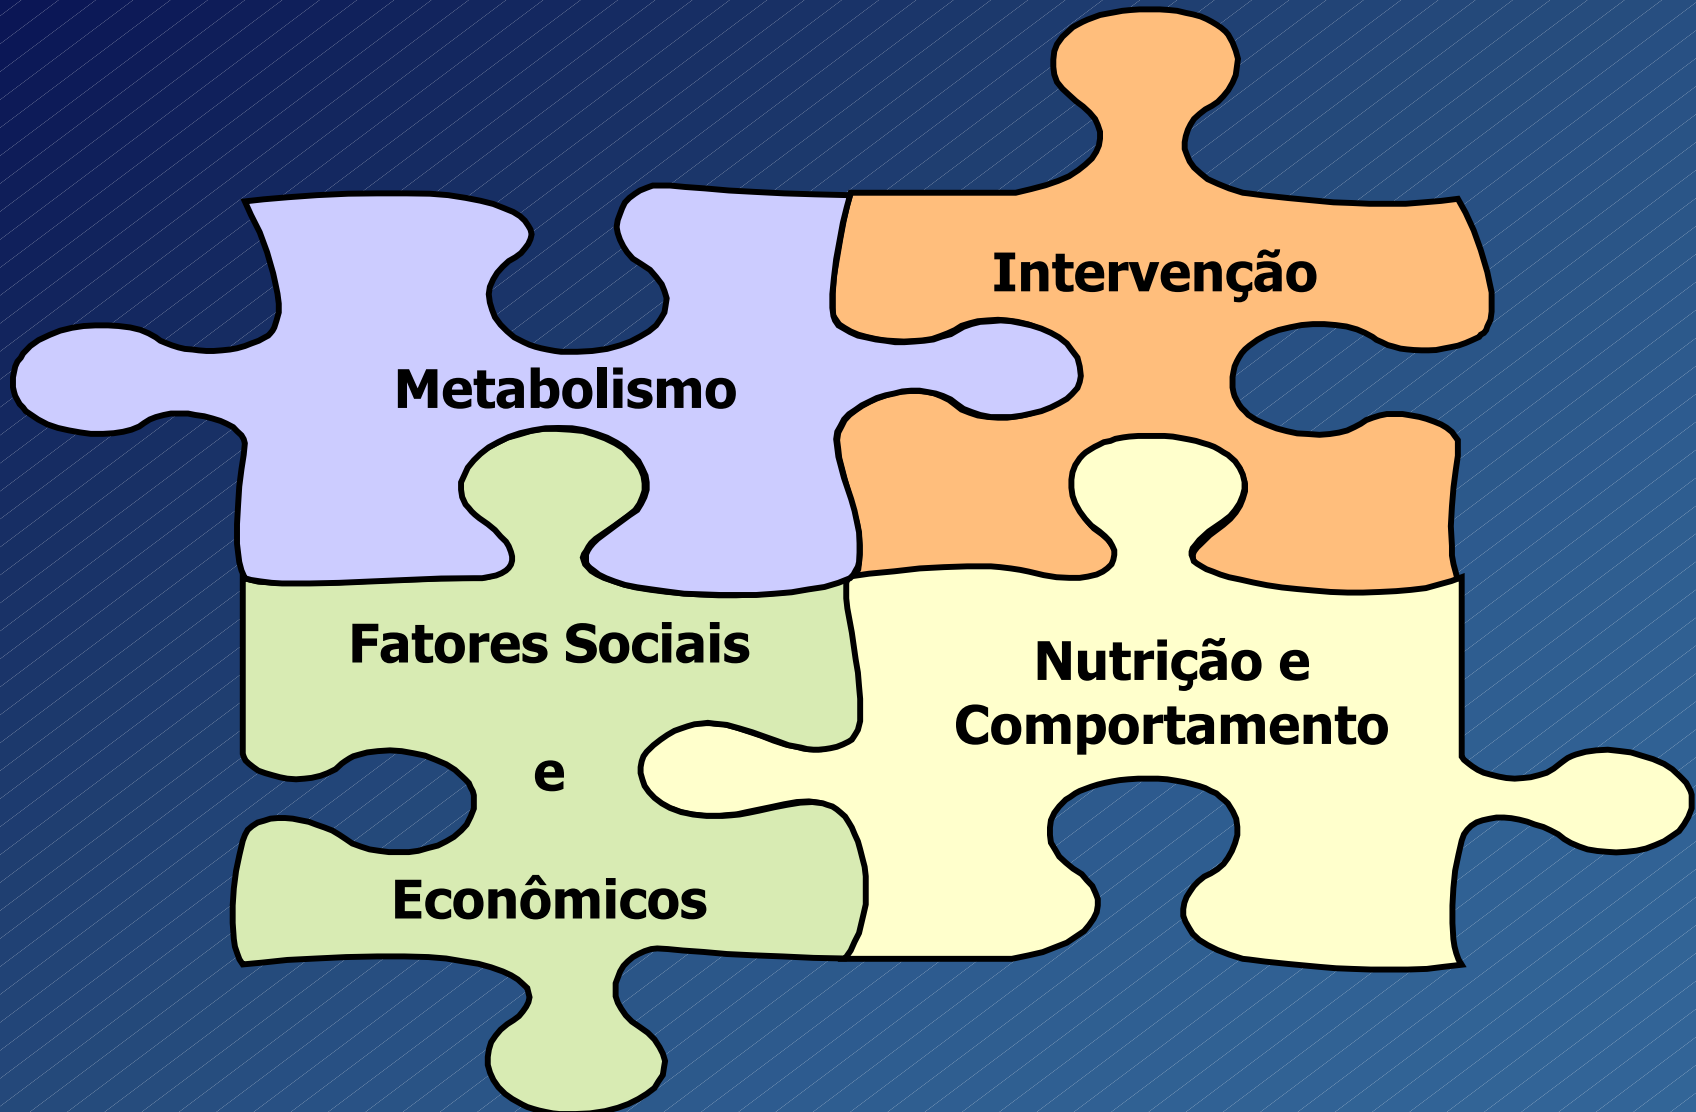 Intervenção
Metabolismo
Fatores Sociais
e
Econômicos
Nutrição e
Comportamento